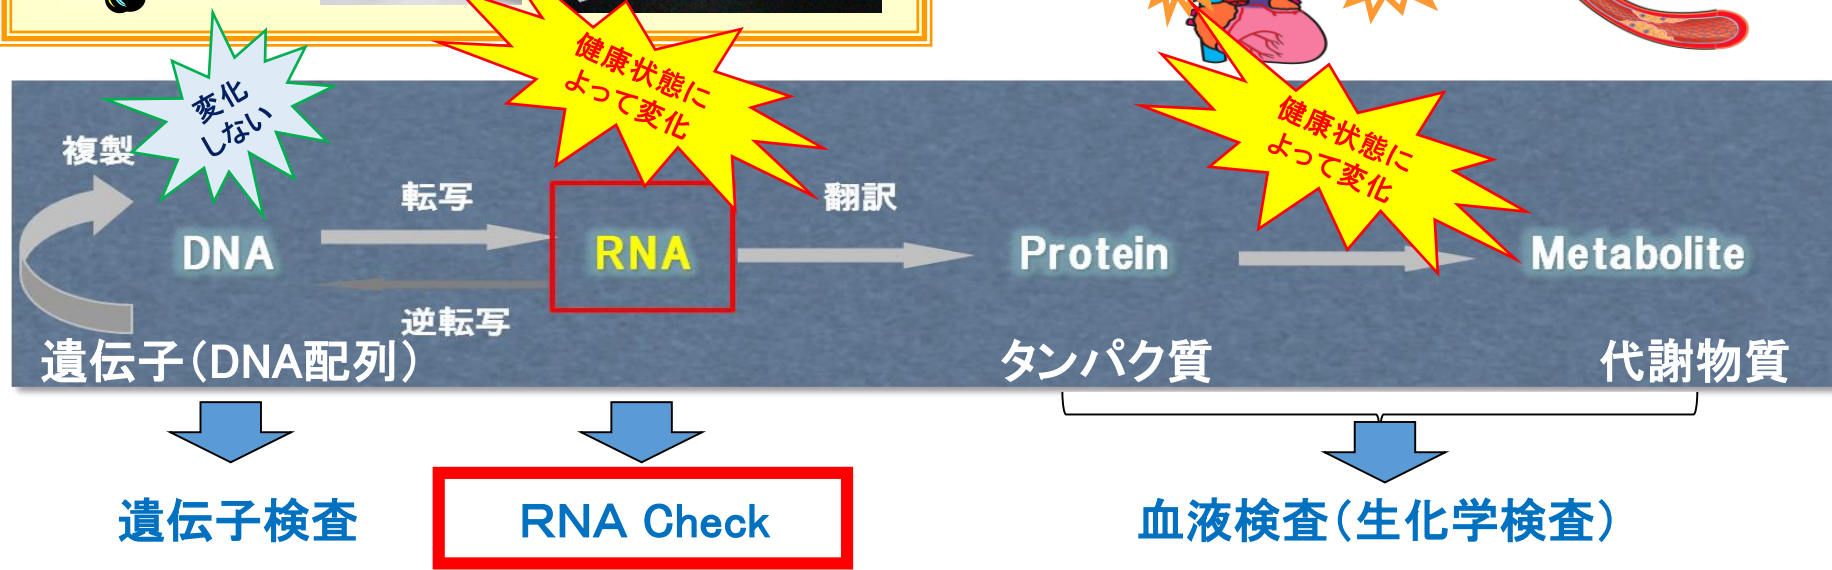 変化
しない
健康状態に
よって変化
健康状態に
よって変化
複製
転写
翻訳
DNA
RNA
Protein
Metabolite
逆転写
遺伝子（DNA配列）
タンパク質
代謝物質
遺伝子検査
RNA Check
血液検査（生化学検査）